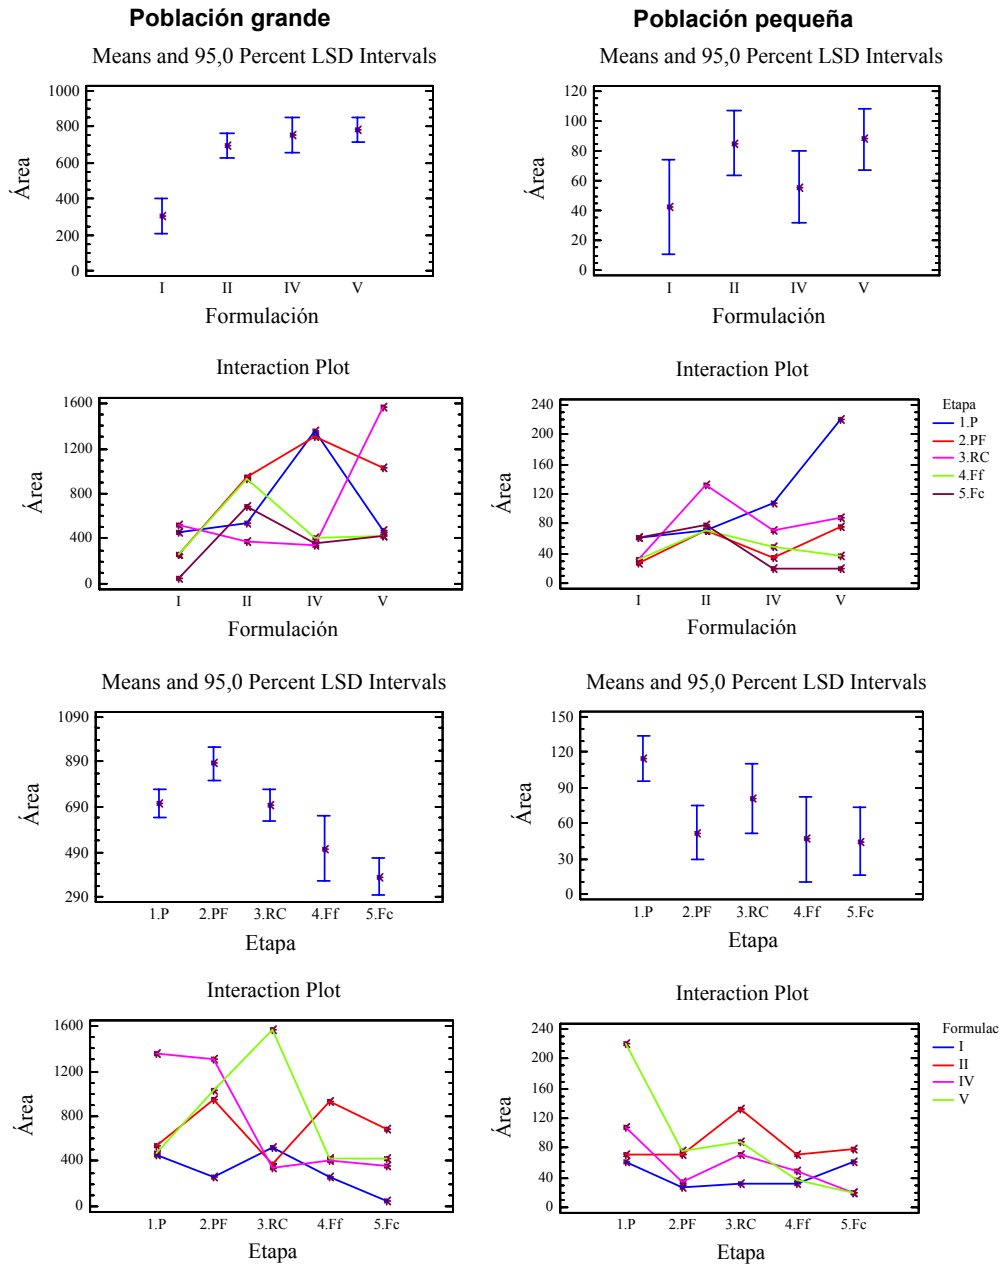 Población grande
Población pequeña
Means and 95,0 Percent LSD Intervals
Means and 95,0 Percent LSD Intervals
Área
1000
800
600
400
200
0
I II IV V
Formulación
Área
120
100
80
60
40
20
0
I II IV V
Formulación
Interaction Plot
Interaction Plot
Área
1600
1200
800
400
0
I II IV V
Formulación
Área
240
200
160
120
80
40
0
I II IV V
Formulación
Etapa
1.P
2.PF
3.RC
4.Ff
5.Fc
Means and 95,0 Percent LSD Intervals
Means and 95,0 Percent LSD Intervals
Área
1090
890
690
490
290
1.P 2.PF 3.RC 4.Ff 5.Fc
Etapa
Área
150
120
90
60
30
0
1.P 2.PF 3.RC 4.Ff 5.Fc
Etapa
Interaction Plot
Interaction Plot
Área
1600
1200
800
400
0
1.P 2.PF 3.RC 4.Ff 5.Fc
Etapa
Área
240
200
160
120
80
40
0
1.P 2.PF 3.RC 4.Ff 5.Fc
Etapa
Formulac
I
II
IV
V